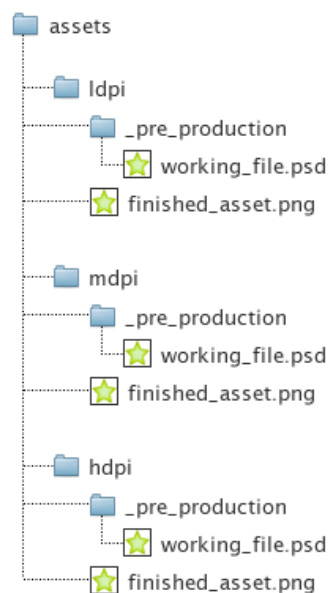 assets
ldpi
_pre_production
working_file.psd
finished_asset.png
mdpi
_pre_production
working_file.psd
finished_asset.png
hdpi
_pre_production
working_file.psd
finished_asset.png